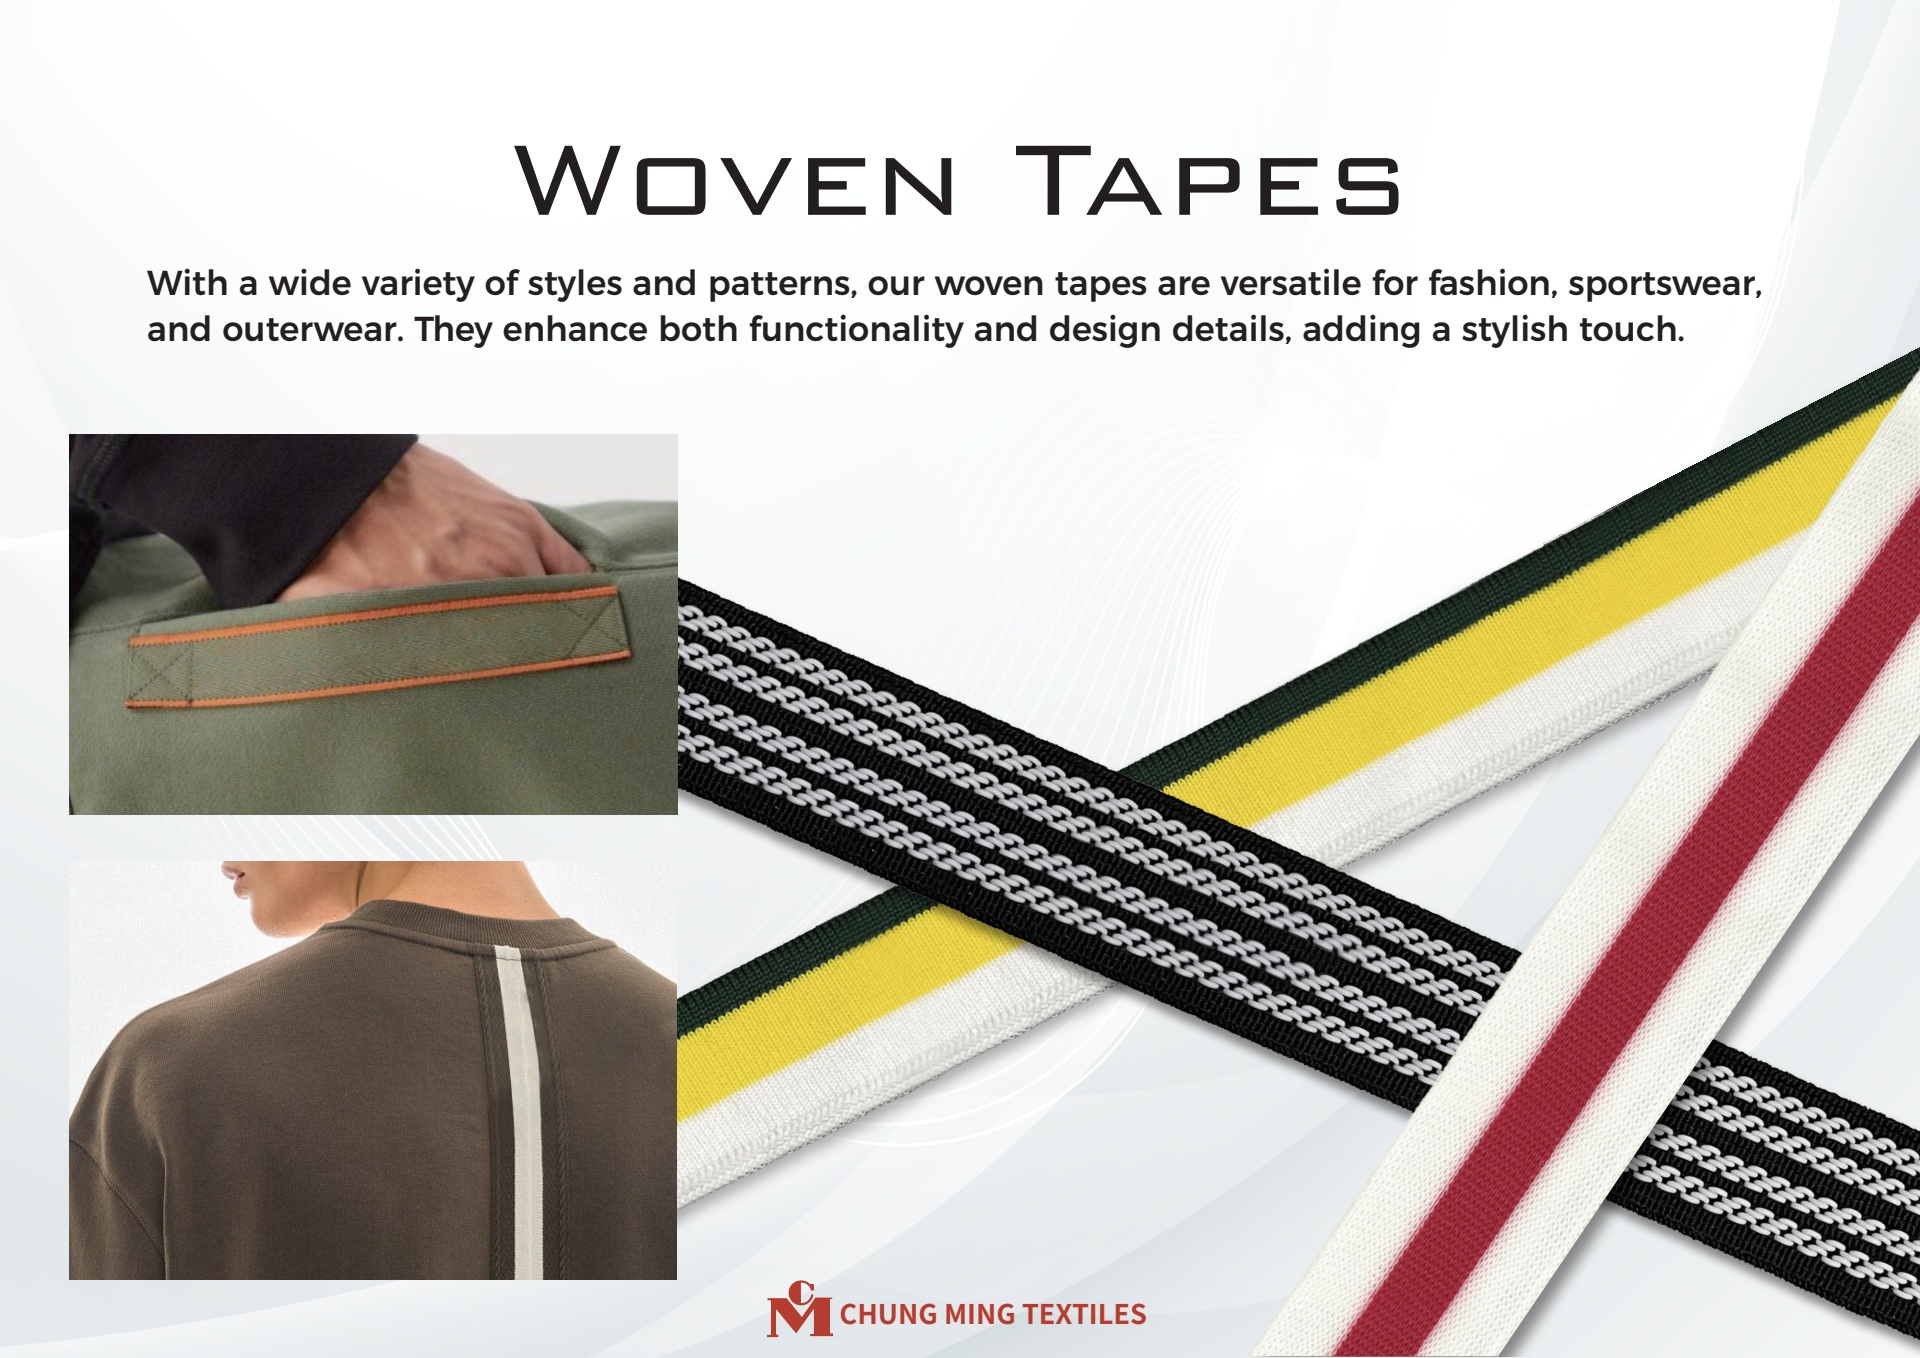 Woven Tapes
With a wide variety of styles and patterns, our woven tapes are versatile for fashion, sportswear,
and outerwear. They enhance both functionality and design details, adding a stylish touch.
CM CHUNG MING TEXTILES